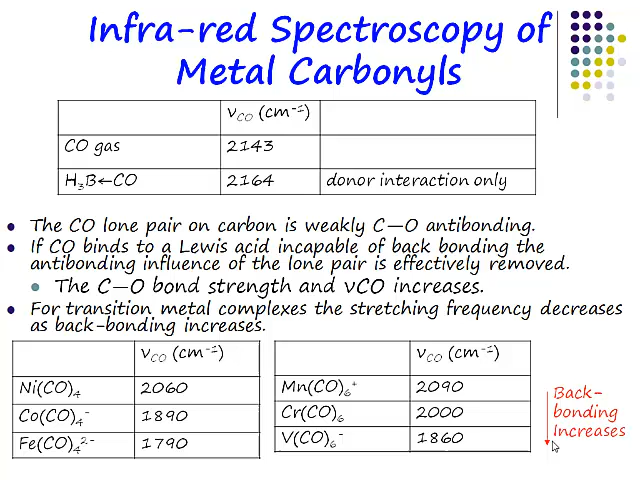 Infra-red Spectroscopy of
Metal Carbonyls
νCO (cm⁻¹)
CO gas 2143
H₃B←CO 2164 donor interaction only
The CO lone pair on carbon is weakly C—O antibonding.
If CO binds to a Lewis acid incapable of back bonding the
antibonding influence of the lone pair is effectively removed.
The C—O bond strength and νCO increases.
For transition metal complexes the stretching frequency decreases
as back-bonding increases.
νCO (cm⁻¹)
Ni(CO)₄ 2060
Co(CO)₄⁻ 1890
Fe(CO)₄²⁻ 1790
νCO (cm⁻¹)
Mn(CO)₆⁺ 2090
Cr(CO)₆ 2000
V(CO)₆⁻ 1860
Back-
bonding
Increases